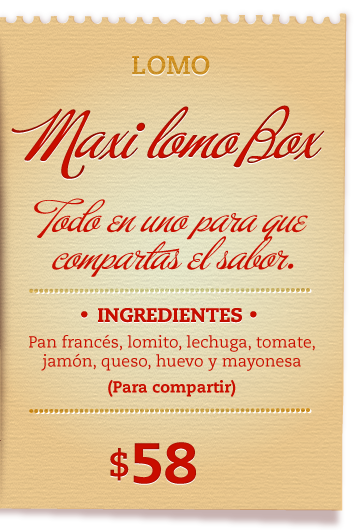 LOMO
Maxi lomo Box
Todo en uno para que
compartas el sabor.
• INGREDIENTES •
Pan francés, lomito, lechuga, tomate,
jamón, queso, huevo y mayonesa
(Para compartir)
$58